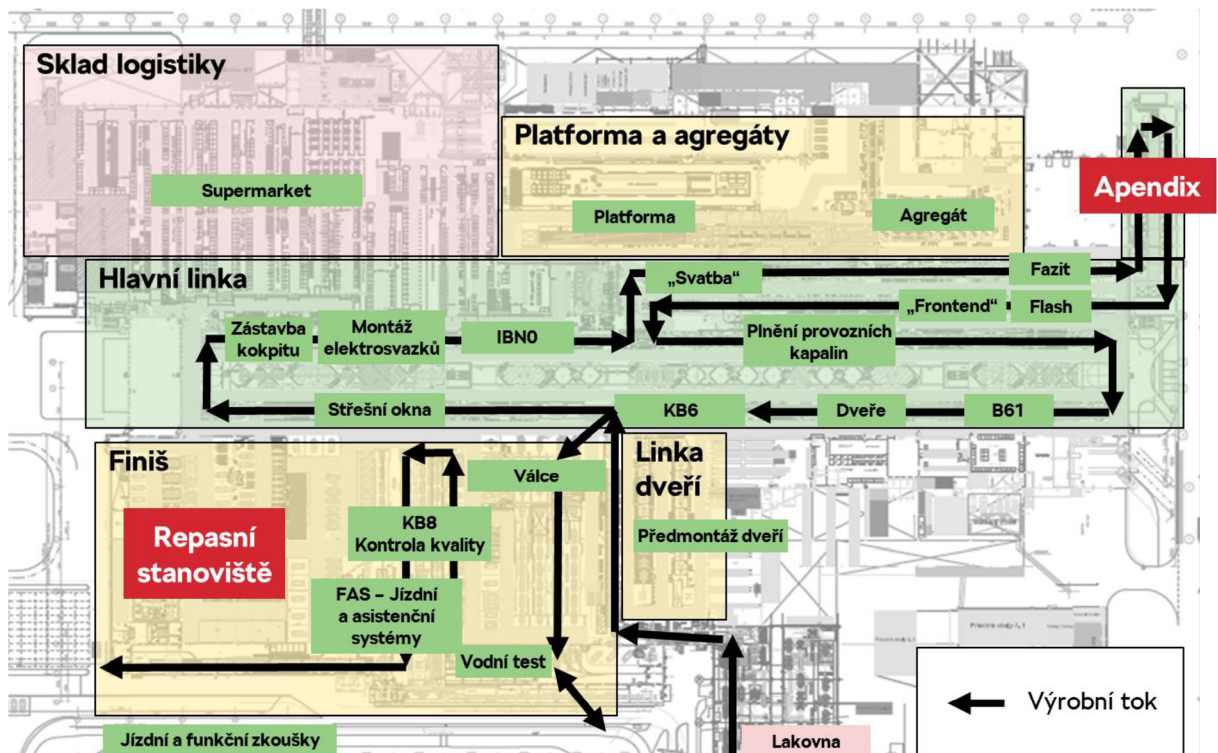 Sklad logistiky
Supermarket
Platforma a agregáty
Platforma
Agregát
Apendix
Hlavní linka
„Svatba“
Fazit
„Frontend“
Flash
Zástavba
kokpitu
Montáž
elektrosvazků
IBN0
Plnění provozních
kapalin
Střešní okna
KB6
Dveře
B61
Finiš
Válce
Linka
dveří
Repasní
stanoviště
KB8
Kontrola kvality
Předmontáž dveří
FAS – Jízdní
a asistenční
systémy
Vodní test
Výrobní tok
Jízdní a funkční zkoušky
Lakovna